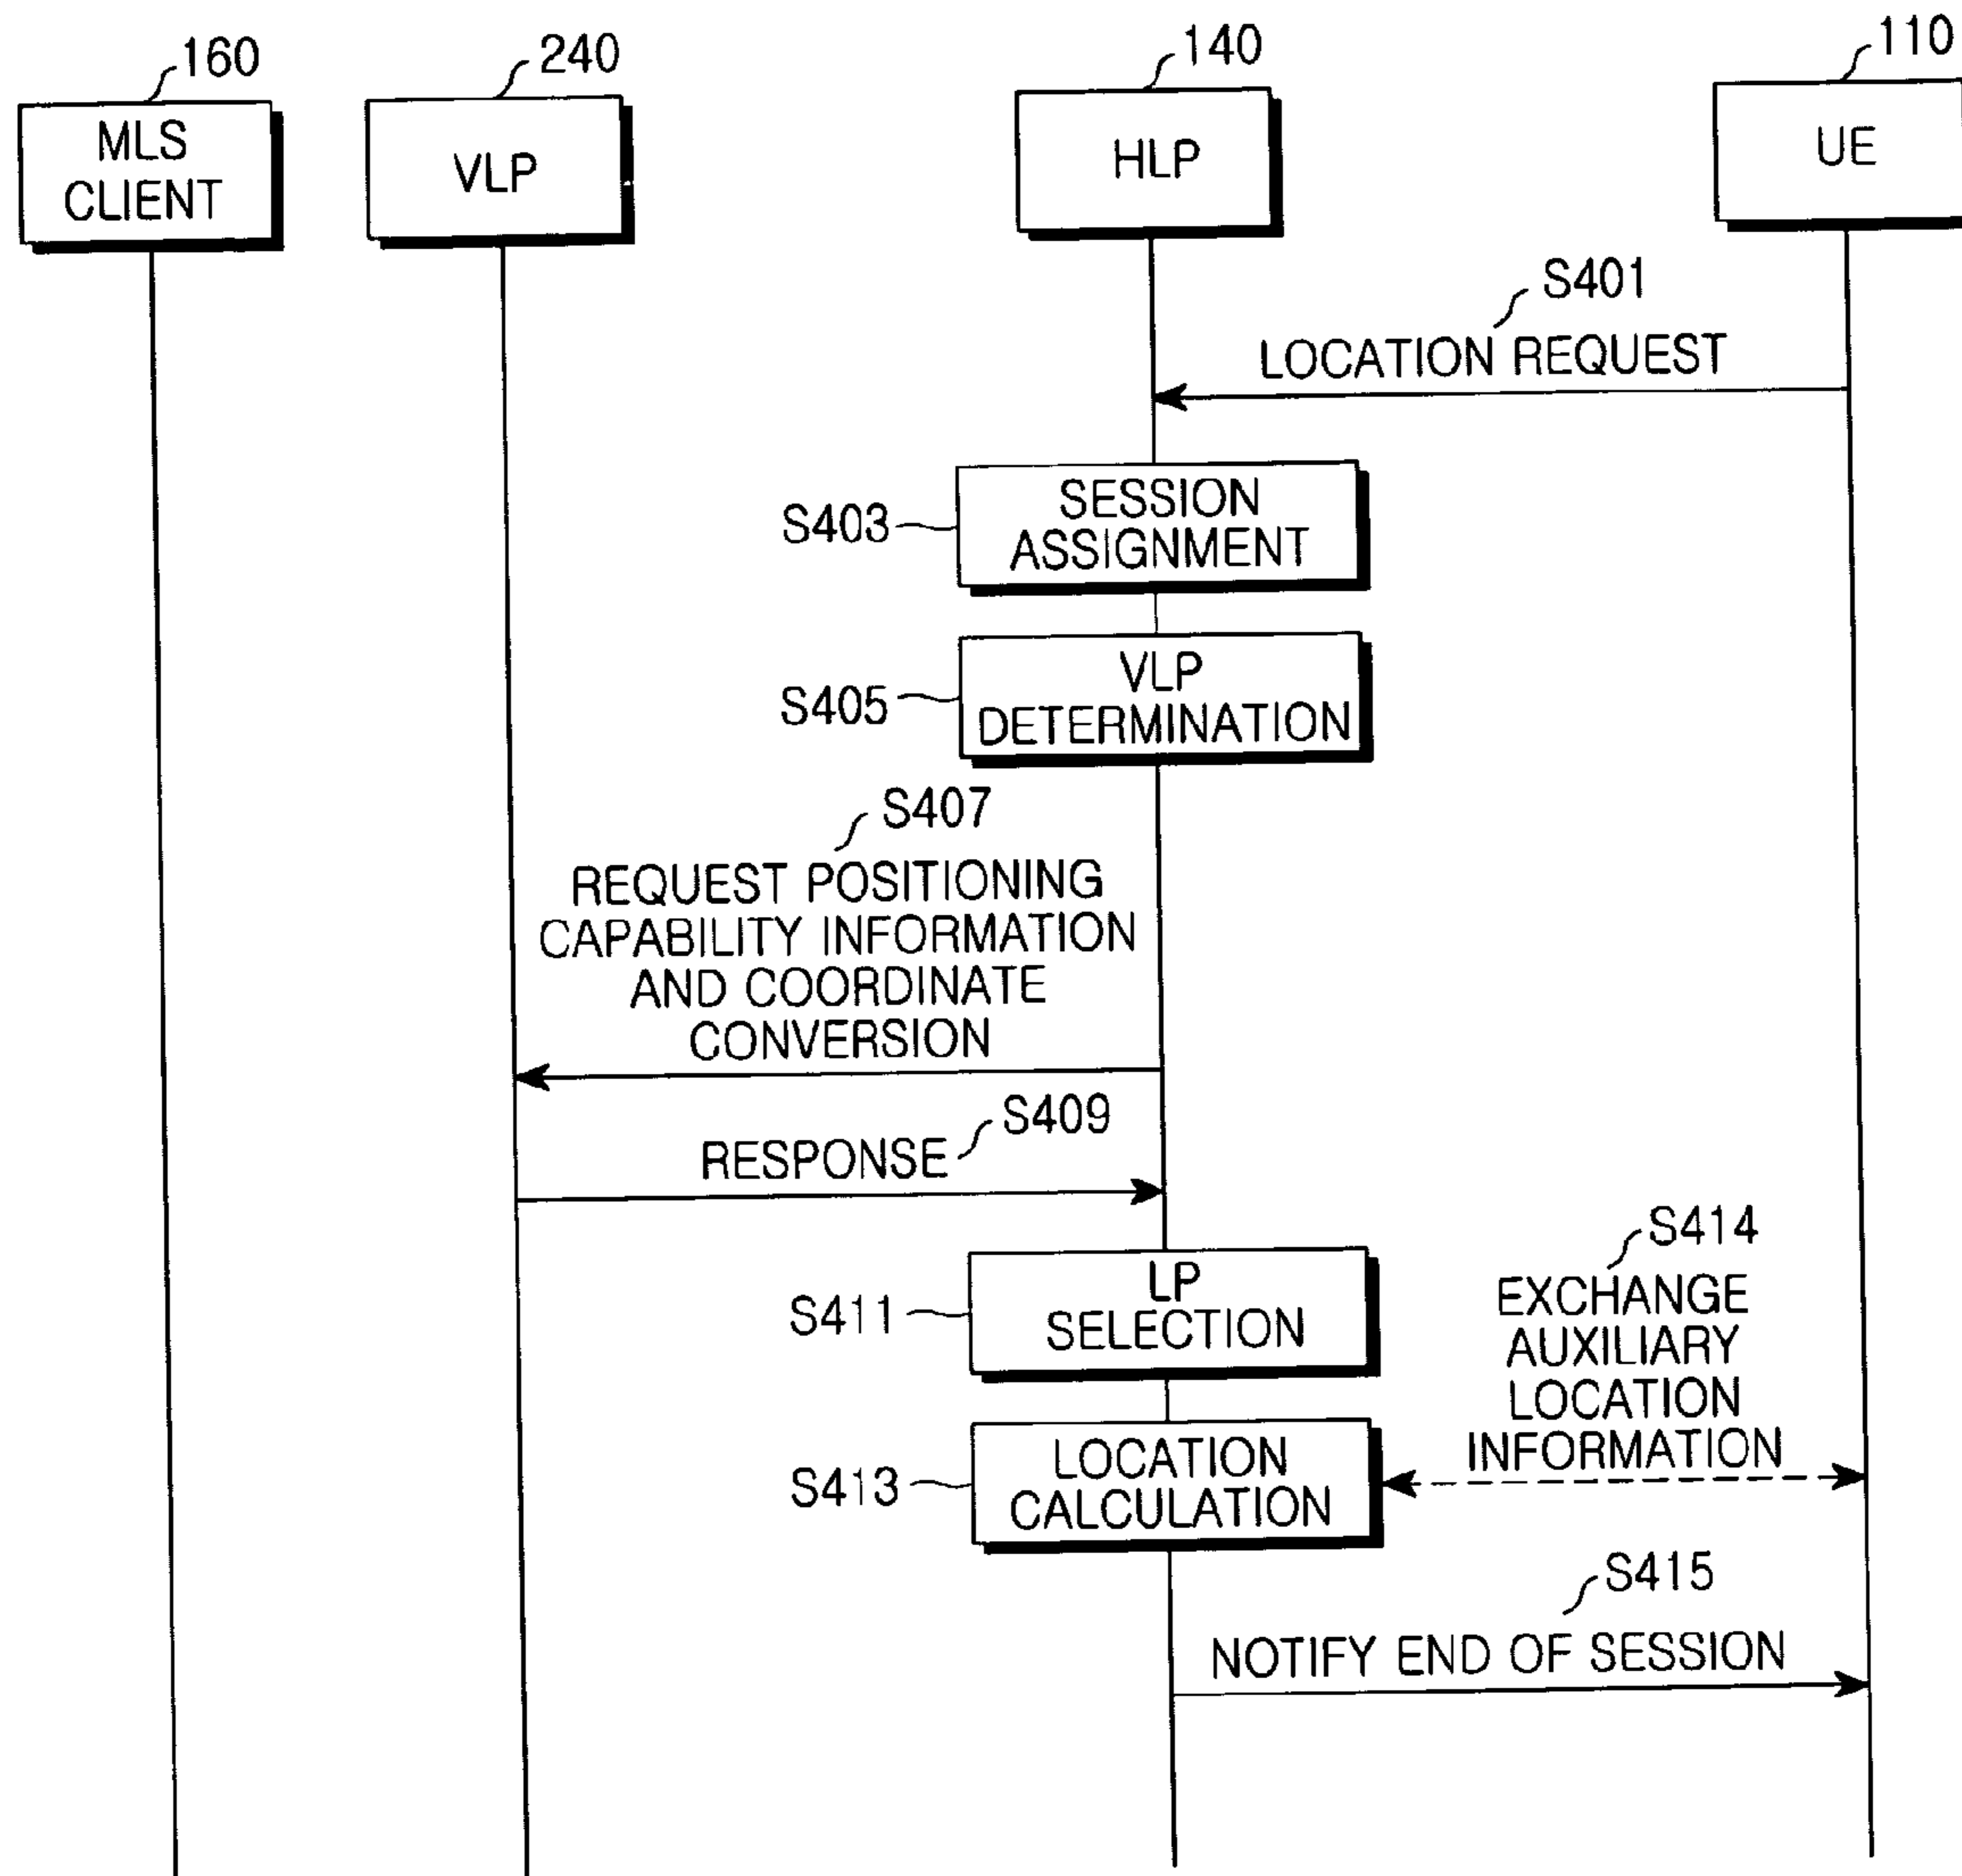 160
240
140
110
MLS
CLIENT
VLP
HLP
UE
S401
LOCATION REQUEST
S403
SESSION
ASSIGNMENT
S405
VLP
DETERMINATION
S407
REQUEST POSITIONING
CAPABILITY INFORMATION
AND COORDINATE
CONVERSION
S409
RESPONSE
S411
LP
SELECTION
S414
EXCHANGE
AUXILIARY
LOCATION
INFORMATION
S413
LOCATION
CALCULATION
S415
NOTIFY END OF SESSION